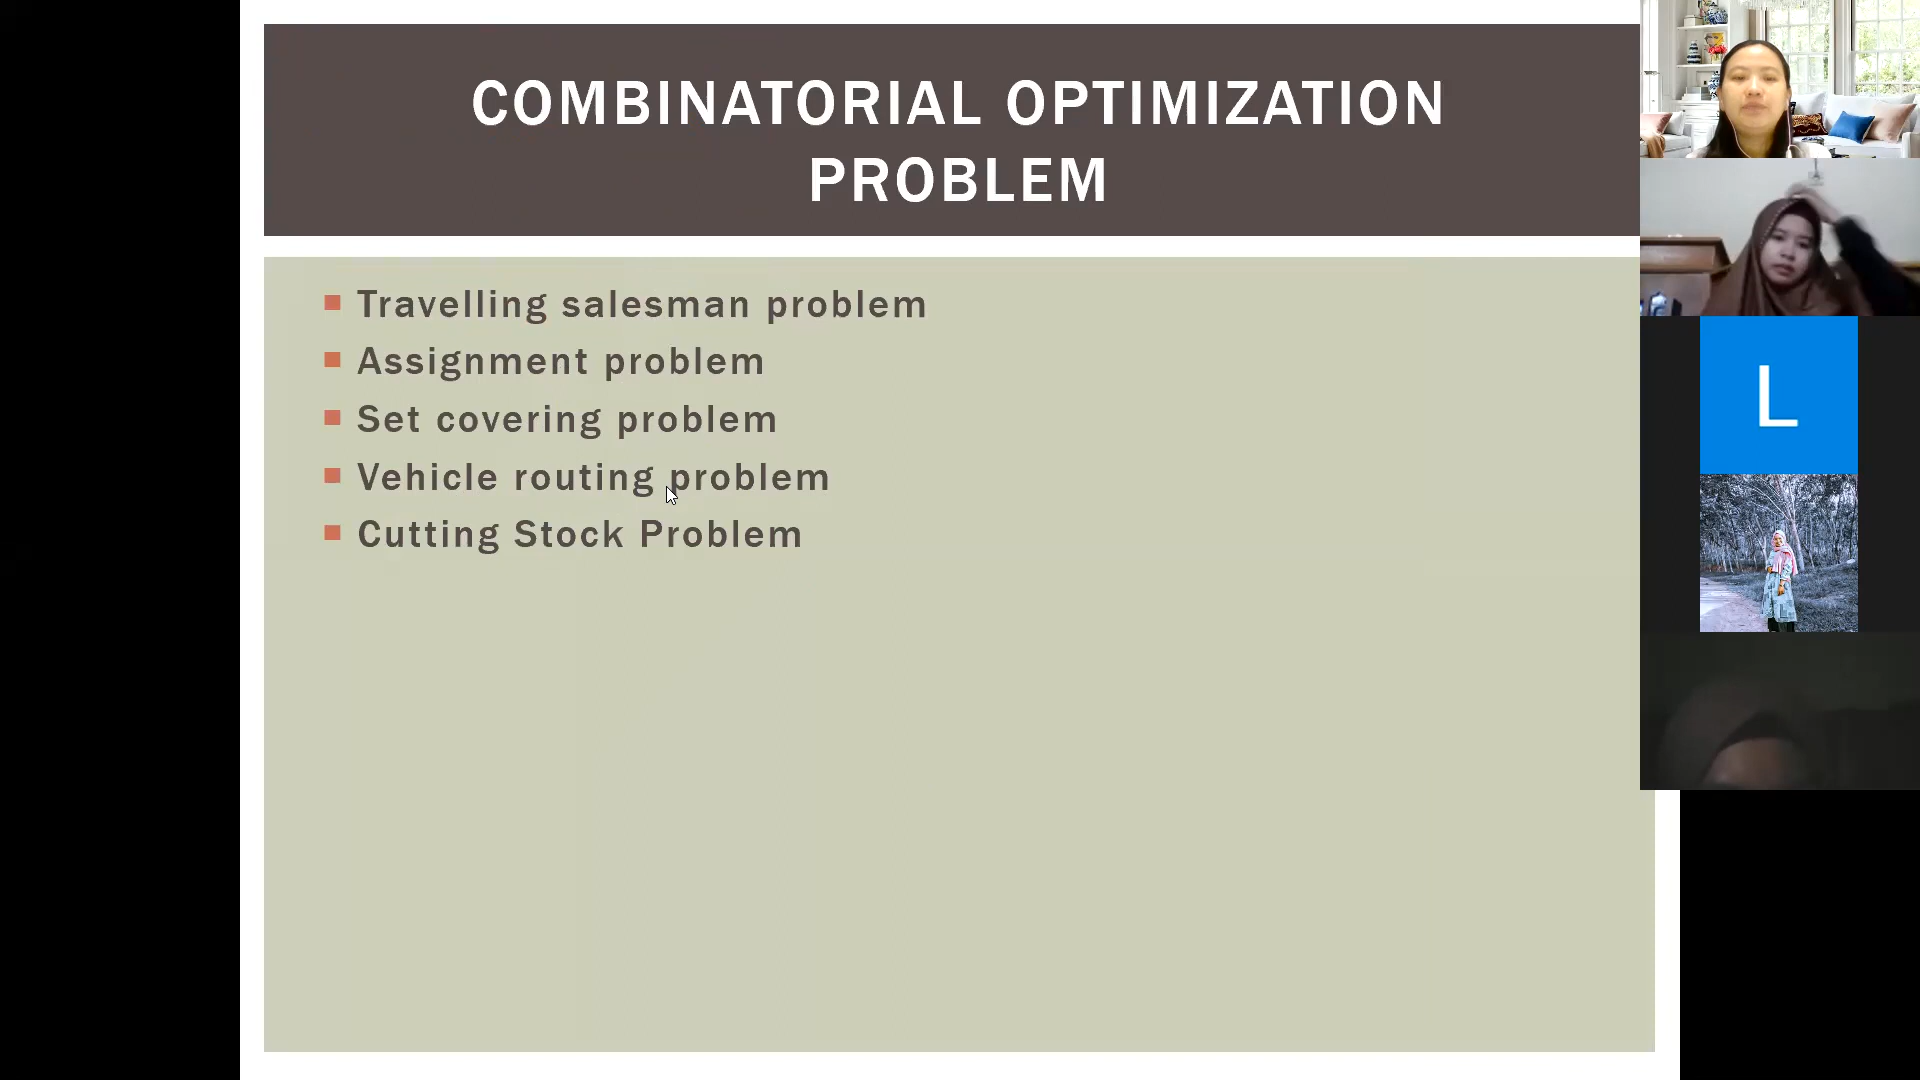 COMBINATORIAL OPTIMIZATION
PROBLEM
Travelling salesman problem
Assignment problem
Set covering problem
Vehicle routing problem
Cutting Stock Problem
L